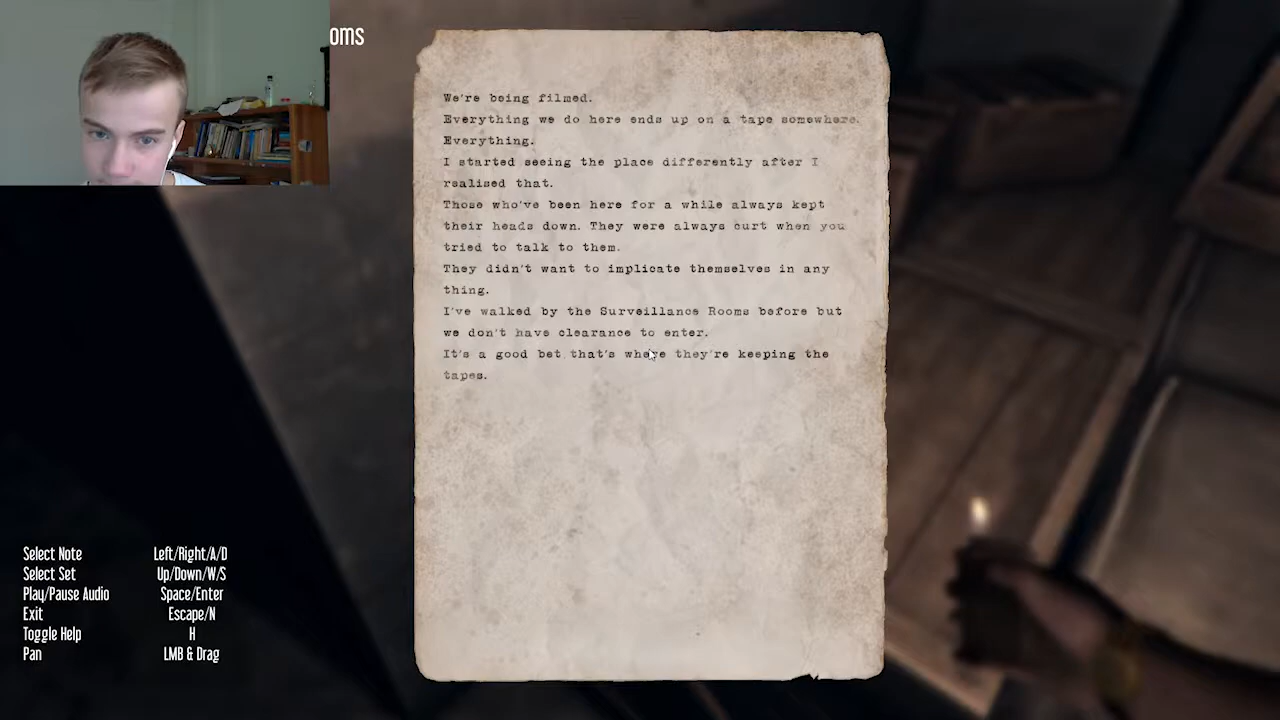 oms
We're being filmed.
Everything we do here ends up on a tape somewhere.
Everything.
I started seeing the place differently after I
realised that.
Those who've been here for a while always kept
their heads down. They were always curt when you
tried to talk to them.
They didn't want to implicate themselves in any
thing.
I've walked by the Surveillance Rooms before but
we don't have clearance to enter.
It's a good bet that's where they're keeping the
tapes.
Select Note Left/Right/A/D
Select Set Up/Down/W/S
Play/Pause Audio Space/Enter
Exit Escape/N
Toggle Help H
Pan LMB & Drag